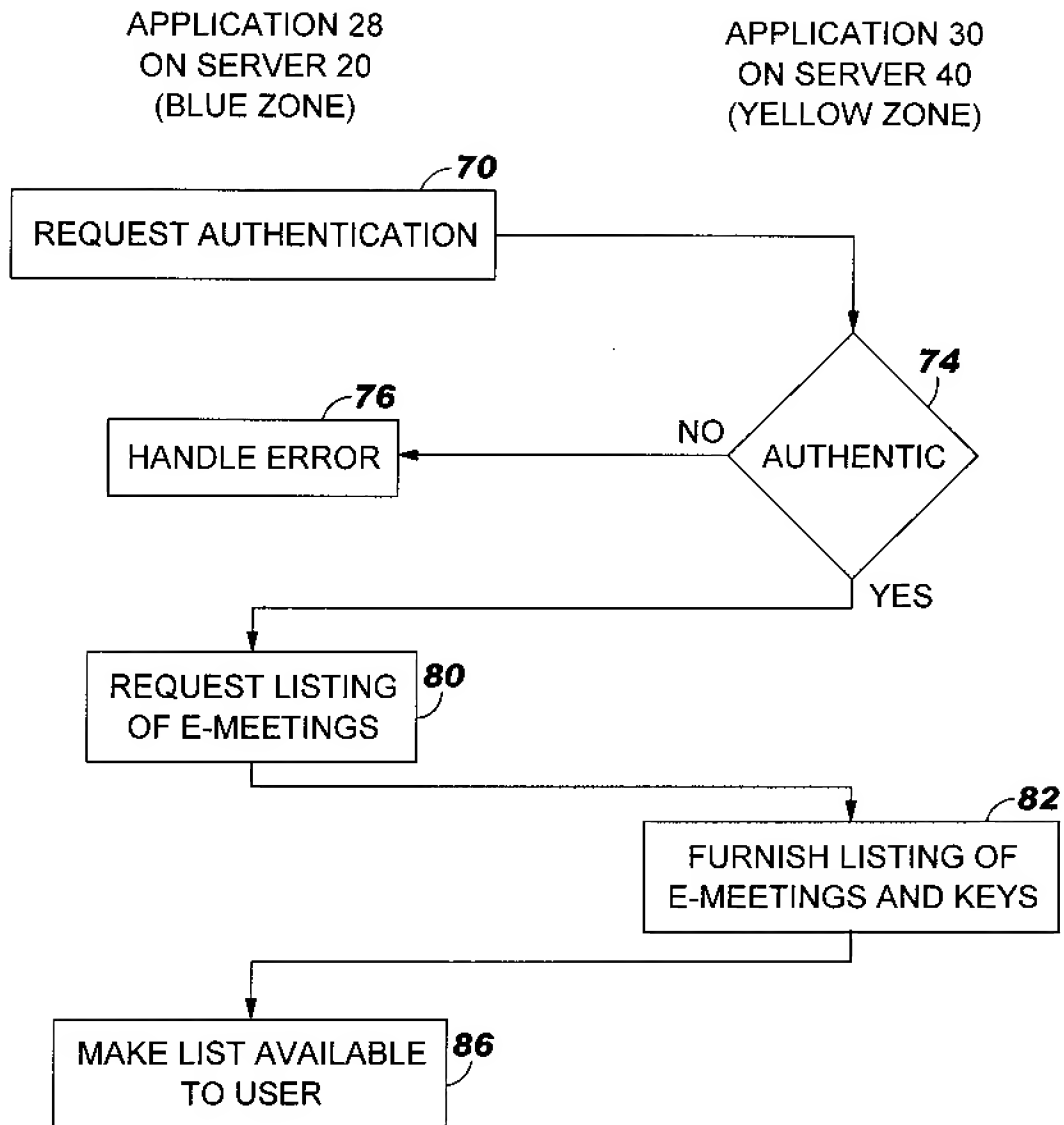 APPLICATION 28
ON SERVER 20
(BLUE ZONE)
APPLICATION 30
ON SERVER 40
(YELLOW ZONE)
70
REQUEST AUTHENTICATION
74
AUTHENTIC
NO
76
HANDLE ERROR
YES
REQUEST LISTING
OF E-MEETINGS
80
82
FURNISH LISTING OF
E-MEETINGS AND KEYS
MAKE LIST AVAILABLE
TO USER
86